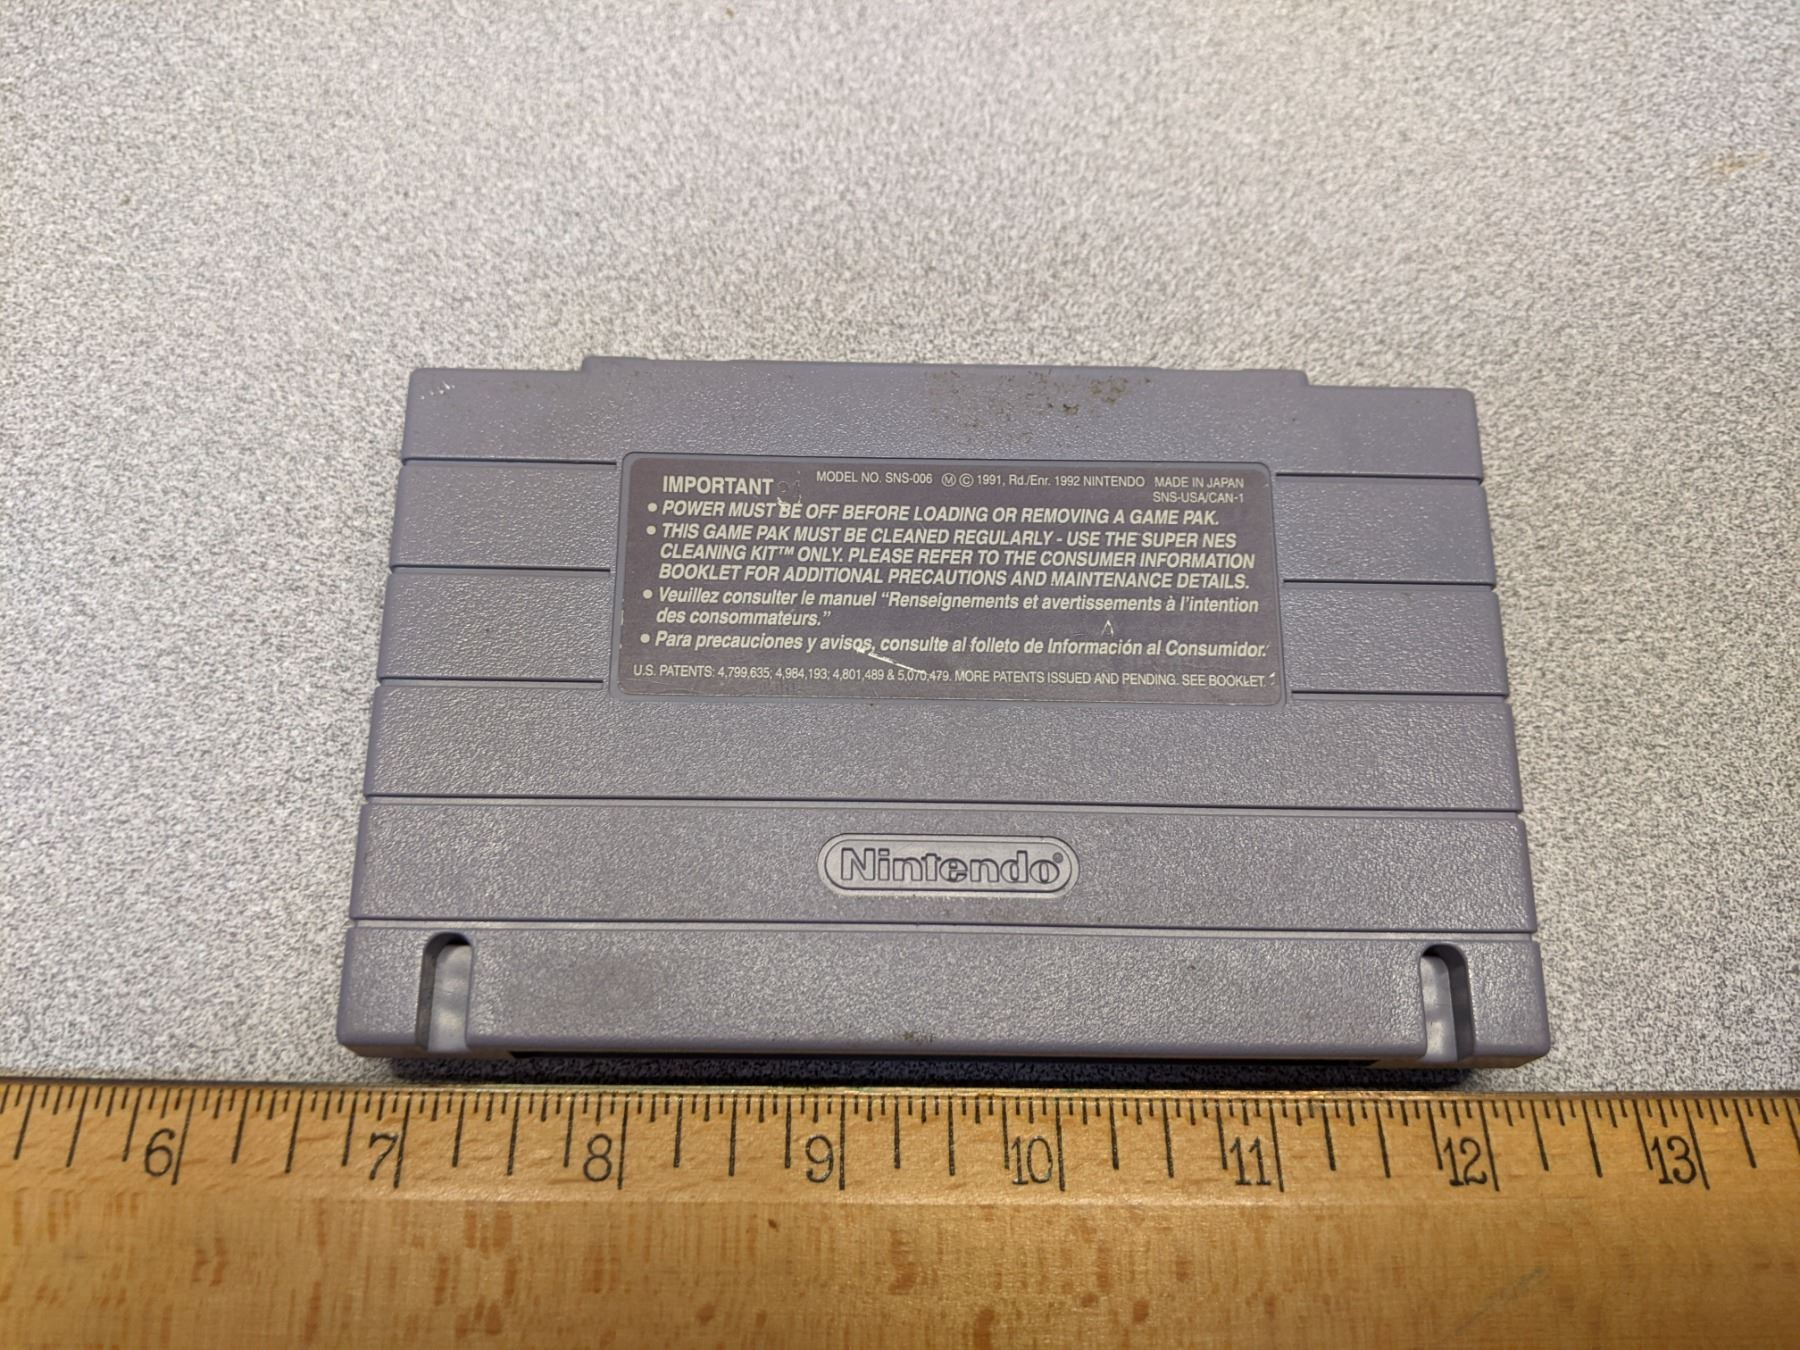 IMPORTANT MODEL NO. SNS-006 Ⓜ © 1991, Rd./Enr. 1992 NINTENDO MADE IN JAPAN
SNS-USA/CAN-1
• POWER MUST BE OFF BEFORE LOADING OR REMOVING A GAME PAK.
• THIS GAME PAK MUST BE CLEANED REGULARLY - USE THE SUPER NES
CLEANING KIT™ ONLY. PLEASE REFER TO THE CONSUMER INFORMATION
BOOKLET FOR ADDITIONAL PRECAUTIONS AND MAINTENANCE DETAILS.
• Veuillez consulter le manuel “Renseignements et avertissements à l’intention
des consommateurs.”
• Para precauciones y avisos, consulte al folleto de Información al Consumidor.
U.S. PATENTS: 4,799,635; 4,984,193; 4,801,489 & 5,070,479. MORE PATENTS ISSUED AND PENDING. SEE BOOKLET.
Nintendo®
6 7 8 9 10 11 12 13